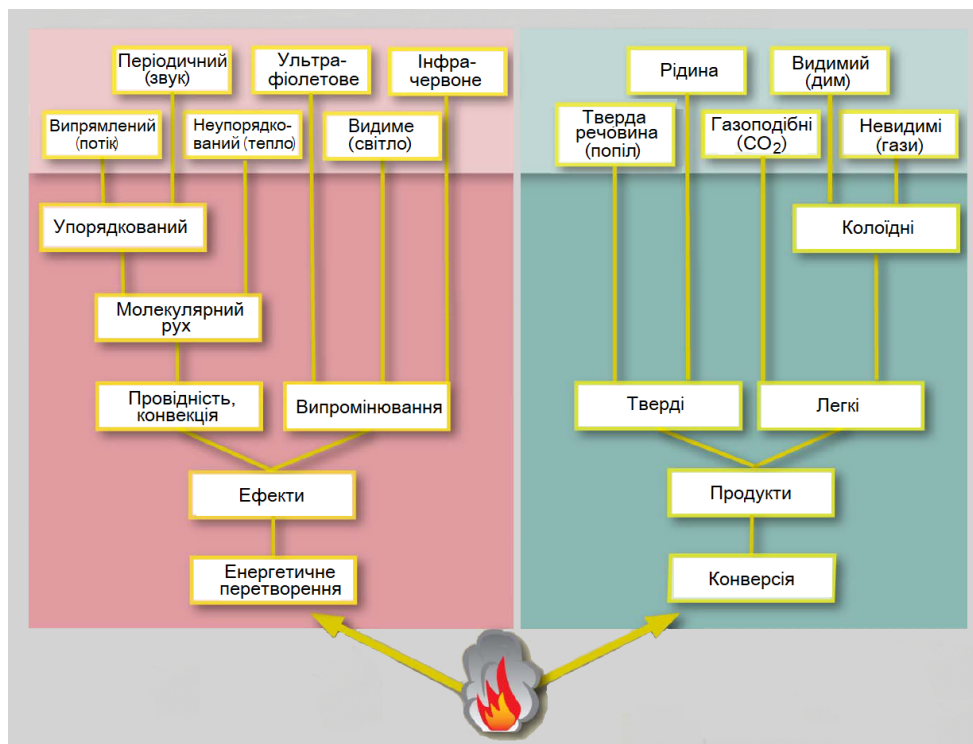 Періодичний
(звук)
Ультра-
фіолетове
Інфра-
червоне
Випрямлений
(потік)
Неупорядко-
ваний (тепло)
Видиме
(світло)
Упорядкований
Молекулярний
рух
Провідність,
конвекція
Випромінювання
Ефекти
Енергетичне
перетворення
Рідина
Видимий
(дим)
Тверда
речовина
(попіл)
Газоподібні
(CO2)
Невидимі
(гази)
Колоїдні
Тверді
Легкі
Продукти
Конверсія